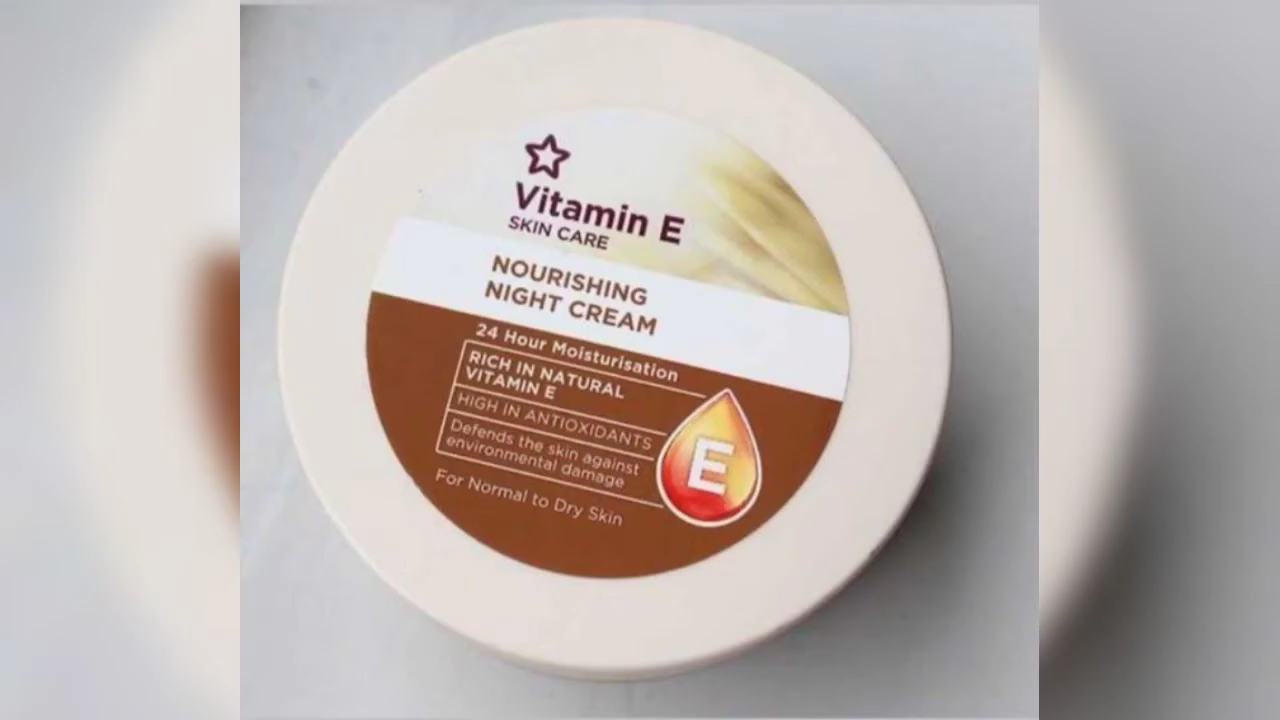 Vitamin E
SKIN CARE
NOURISHING
NIGHT CREAM
24 Hour Moisturisation
RICH IN NATURAL
VITAMIN E
HIGH IN ANTIOXIDANTS
Defends the skin against
environmental damage
E
For Normal to Dry Skin